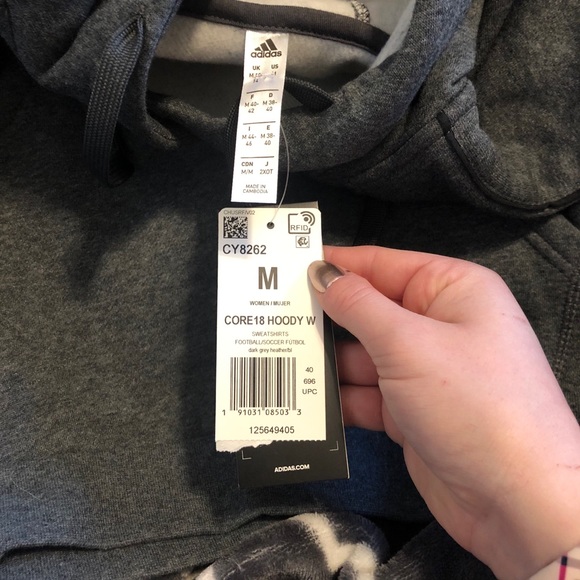 adidas
UK US
F D
M 40- M 38-
42 40
I E
M 44- M 38-
46 40
CDN J
M/M 2XOT
MADE IN
CAMBODIA
RFID
CY8262
M
WOMEN | MUJER
CORE18 HOODY W
SWEATSHIRTS
FOOTBALL/SOCCER FUTBOL
dark grey heather/bl
40
696
UPC
1 91031 08503 3
125649405
ADIDAS.COM